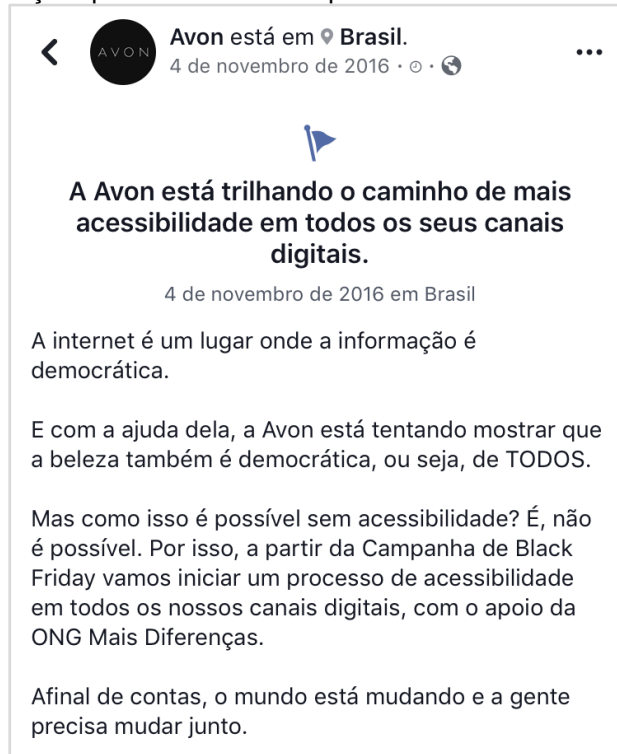 AVON
Avon está em Brasil.
4 de novembro de 2016
A Avon está trilhando o caminho de mais
acessibilidade em todos os seus canais
digitais.
4 de novembro de 2016 em Brasil
A internet é um lugar onde a informação é
democrática.
E com a ajuda dela, a Avon está tentando mostrar que
a beleza também é democrática, ou seja, de TODOS.
Mas como isso é possível sem acessibilidade? É, não
é possível. Por isso, a partir da Campanha de Black
Friday vamos iniciar um processo de acessibilidade
em todos os nossos canais digitais, com o apoio da
ONG Mais Diferenças.
Afinal de contas, o mundo está mudando e a gente
precisa mudar junto.